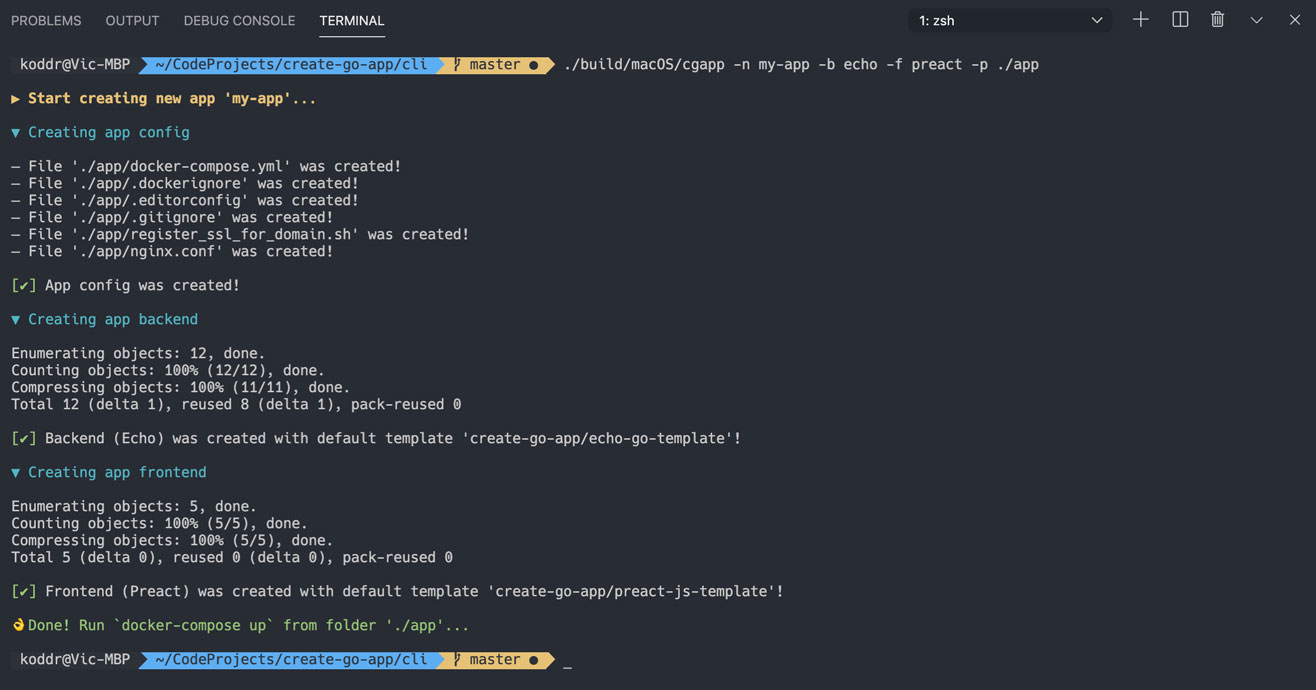 PROBLEMS OUTPUT DEBUG CONSOLE TERMINAL 1: zsh
koddr@Vic-MBP ~/CodeProjects/create-go-app/cli master ● ./build/macOS/cgapp -n my-app -b echo -f preact -p ./app
▶ Start creating new app 'my-app'...
▼ Creating app config
— File './app/docker-compose.yml' was created!
— File './app/.dockerignore' was created!
— File './app/.editorconfig' was created!
— File './app/.gitignore' was created!
— File './app/register_ssl_for_domain.sh' was created!
— File './app/nginx.conf' was created!
[✔] App config was created!
▼ Creating app backend
Enumerating objects: 12, done.
Counting objects: 100% (12/12), done.
Compressing objects: 100% (11/11), done.
Total 12 (delta 1), reused 8 (delta 1), pack-reused 0
[✔] Backend (Echo) was created with default template 'create-go-app/echo-go-template'!
▼ Creating app frontend
Enumerating objects: 5, done.
Counting objects: 100% (5/5), done.
Compressing objects: 100% (5/5), done.
Total 5 (delta 0), reused 0 (delta 0), pack-reused 0
[✔] Frontend (Preact) was created with default template 'create-go-app/preact-js-template'!
👌Done! Run `docker-compose up` from folder './app'...
koddr@Vic-MBP ~/CodeProjects/create-go-app/cli master ● _